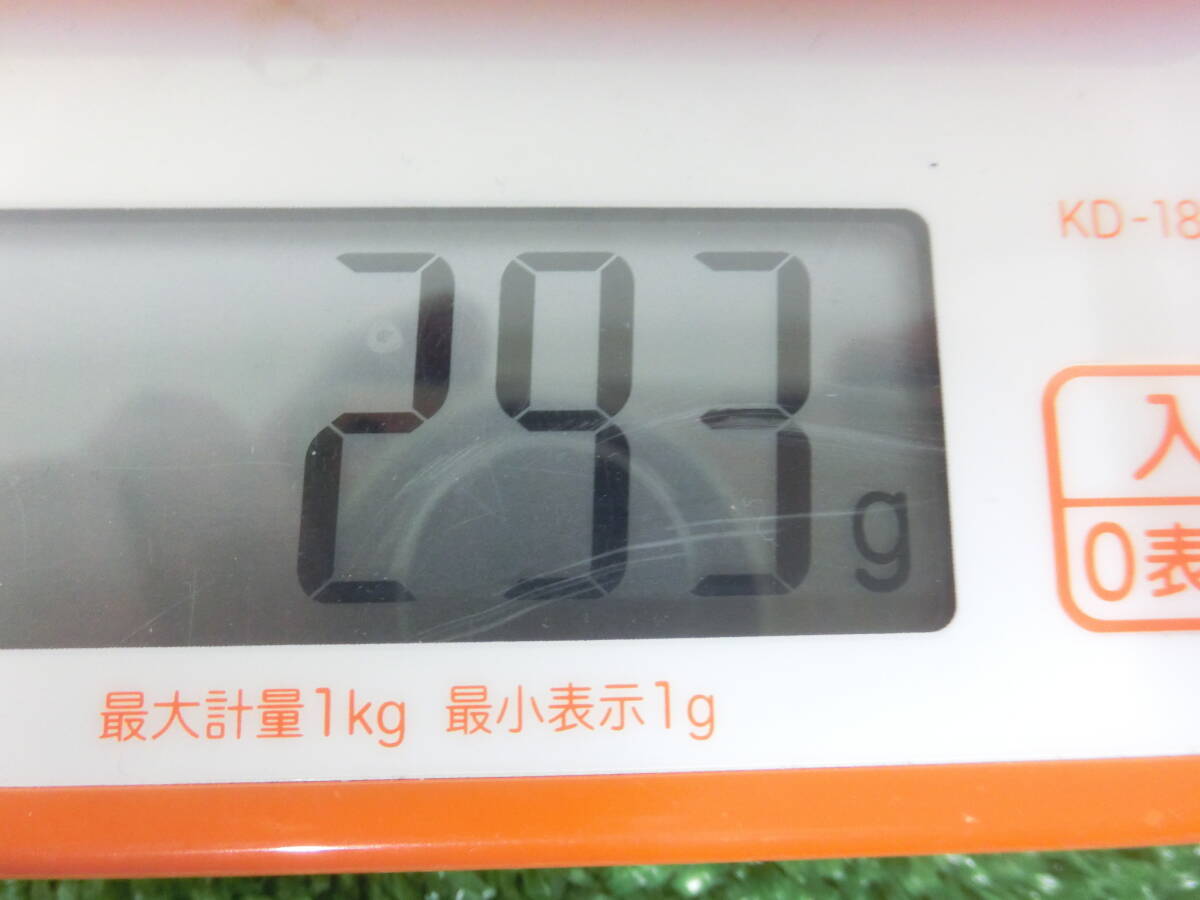 KD-18
293 g
入
0表
最大計量1kg 最小表示1g